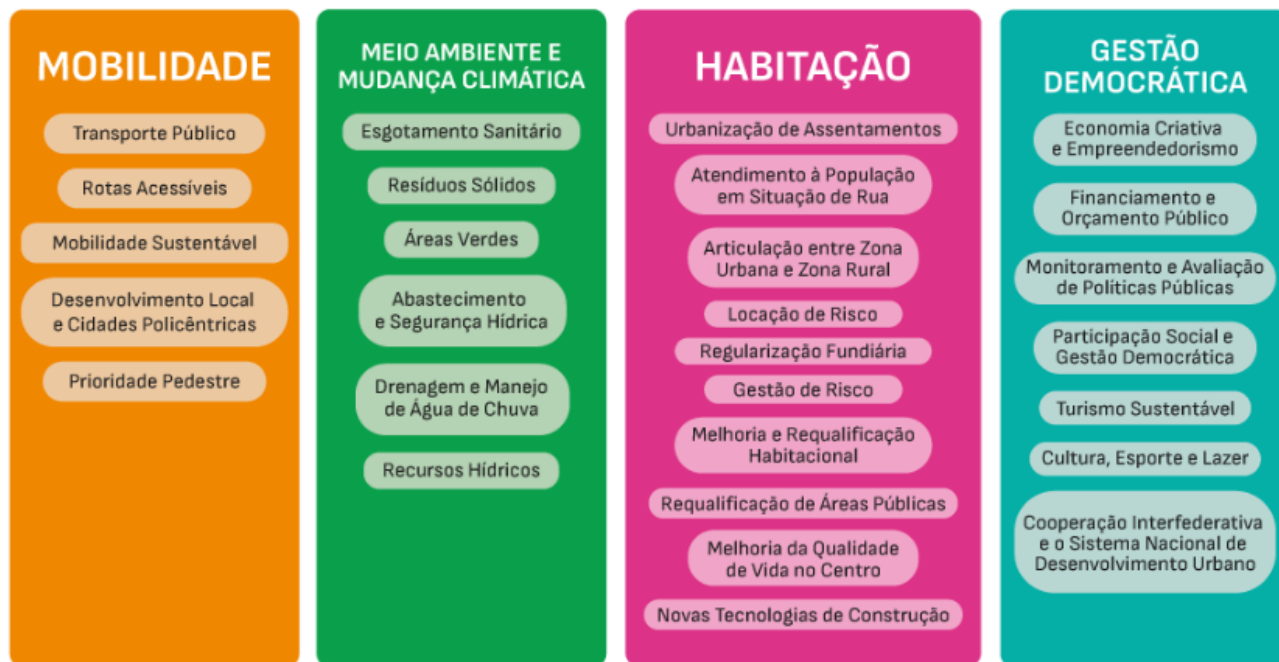 MOBILIDADE
Transporte Público
Rotas Acessíveis
Mobilidade Sustentável
Desenvolvimento Local
e Cidades Policêntricas
Prioridade Pedestre
MEIO AMBIENTE E
MUDANÇA CLIMÁTICA
Esgotamento Sanitário
Resíduos Sólidos
Áreas Verdes
Abastecimento
e Segurança Hídrica
Drenagem e Manejo
de Água de Chuva
Recursos Hídricos
HABITAÇÃO
Urbanização de Assentamentos
Atendimento à População
em Situação de Rua
Articulação entre Zona
Urbana e Zona Rural
Locação de Risco
Regularização Fundiária
Gestão de Risco
Melhoria e Requalificação
Habitacional
Requalificação de Áreas Públicas
Melhoria da Qualidade
de Vida no Centro
Novas Tecnologias de Construção
GESTÃO
DEMOCRÁTICA
Economia Criativa
e Empreendedorismo
Financiamento e
Orçamento Público
Monitoramento e Avaliação
de Políticas Públicas
Participação Social e
Gestão Democrática
Turismo Sustentável
Cultura, Esporte e Lazer
Cooperação Interfederativa
e o Sistema Nacional de
Desenvolvimento Urbano